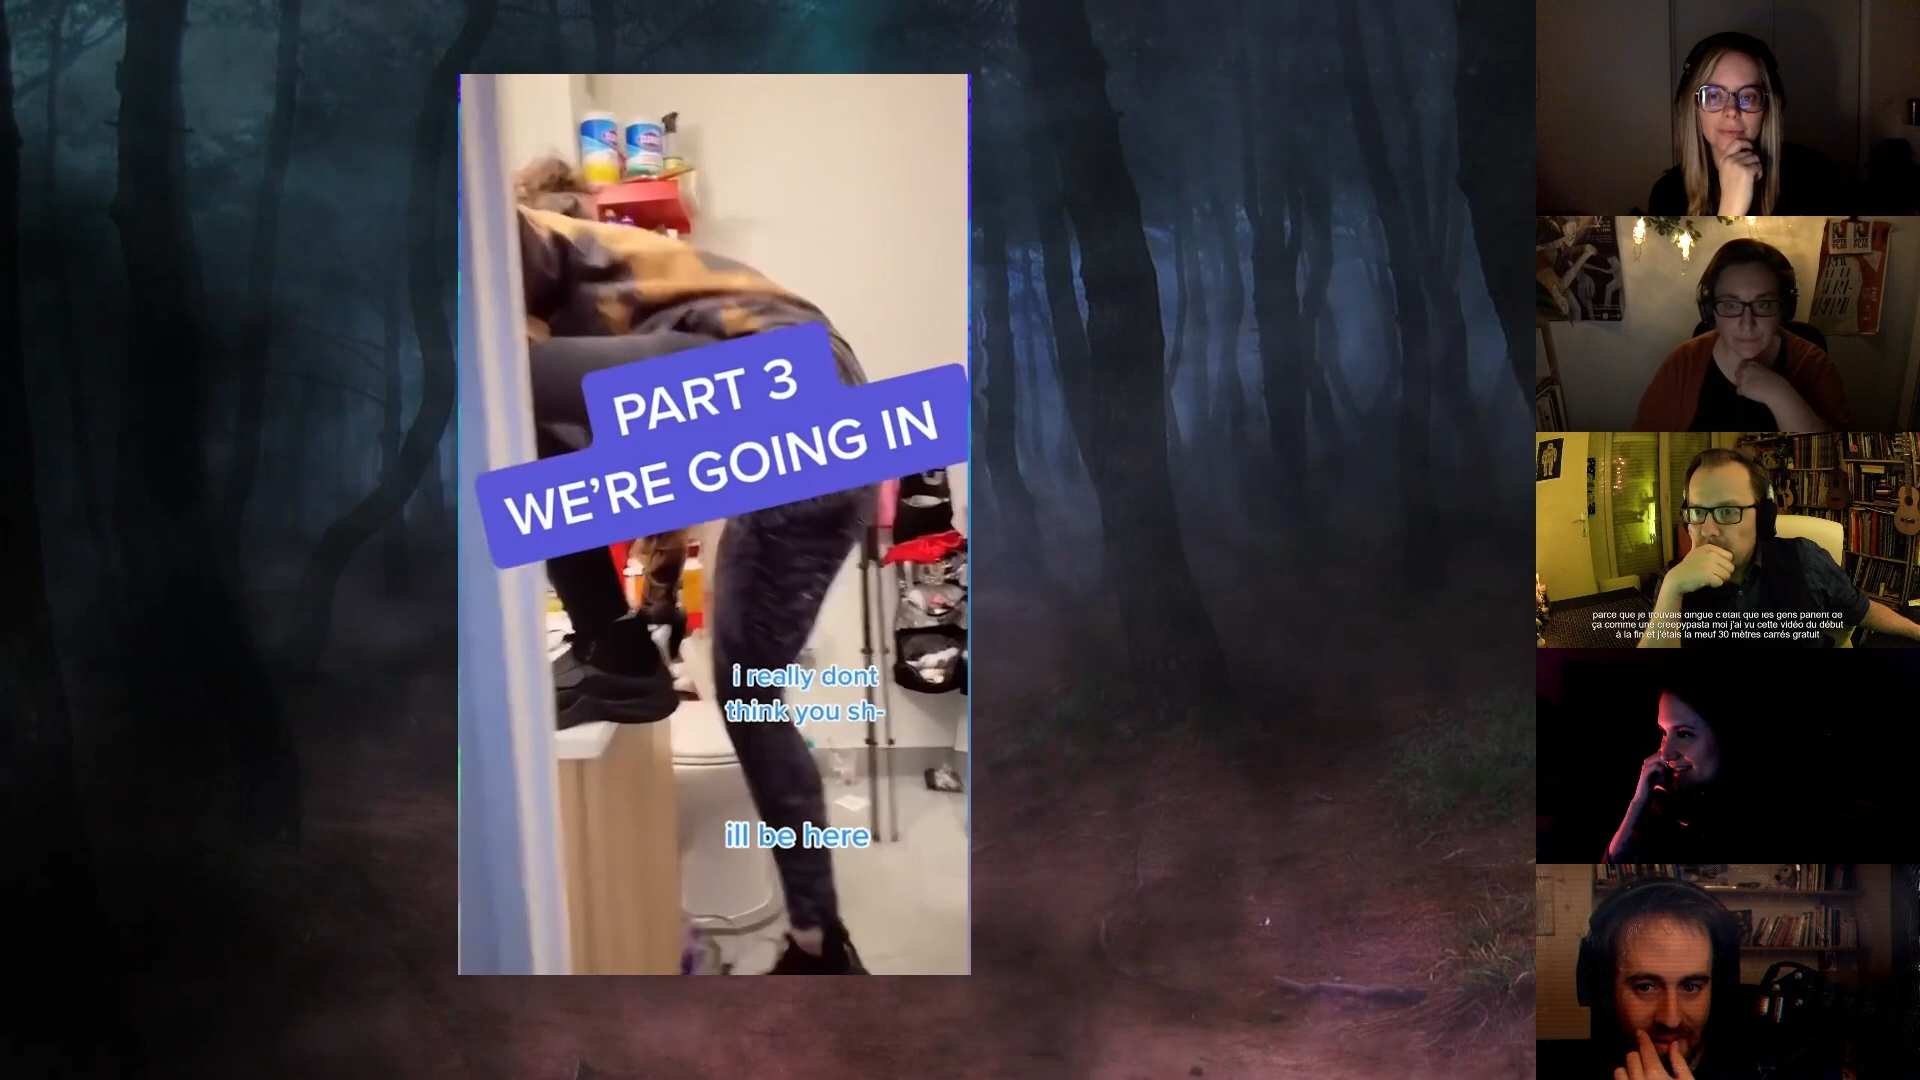 PART 3
WE’RE GOING IN
i really dont
think you sh-
ill be here
parce que je trouvais dingue c'était que les gens parlent de
ça comme une creepypasta moi j'ai vu cette vidéo du début
à la fin et j'étais la meuf 30 mètres carrés gratuit